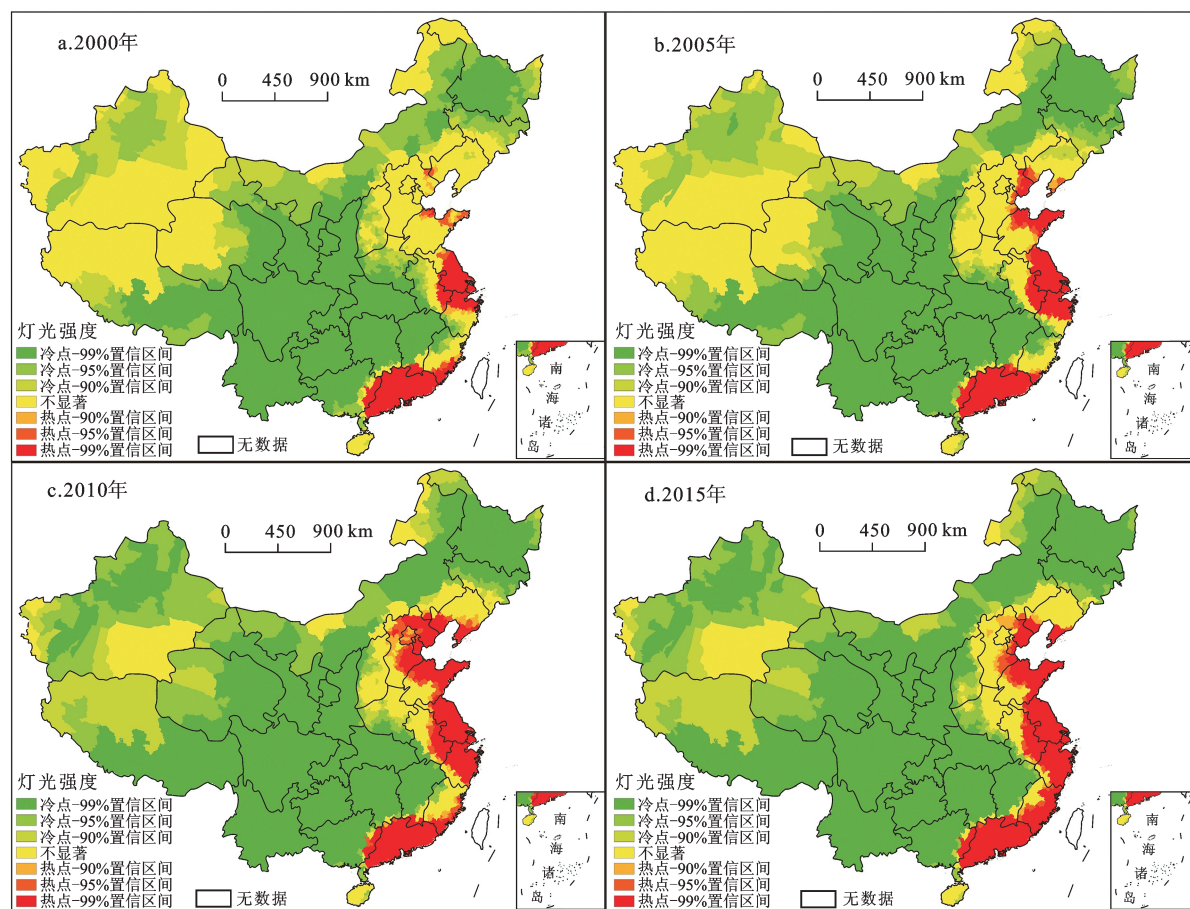 a.2000年
0 450 900 km
灯光强度
冷点-99%置信区间
冷点-95%置信区间
冷点-90%置信区间
不显著
热点-90%置信区间
热点-95%置信区间
热点-99%置信区间
无数据
南
海
诸
岛
b.2005年
0 450 900 km
灯光强度
冷点-99%置信区间
冷点-95%置信区间
冷点-90%置信区间
不显著
热点-90%置信区间
热点-95%置信区间
热点-99%置信区间
无数据
南
海
诸
岛
c.2010年
0 450 900 km
灯光强度
冷点-99%置信区间
冷点-95%置信区间
冷点-90%置信区间
不显著
热点-90%置信区间
热点-95%置信区间
热点-99%置信区间
无数据
南
海
诸
岛
d.2015年
0 450 900 km
灯光强度
冷点-99%置信区间
冷点-95%置信区间
冷点-90%置信区间
不显著
热点-90%置信区间
热点-95%置信区间
热点-99%置信区间
无数据
南
海
诸
岛